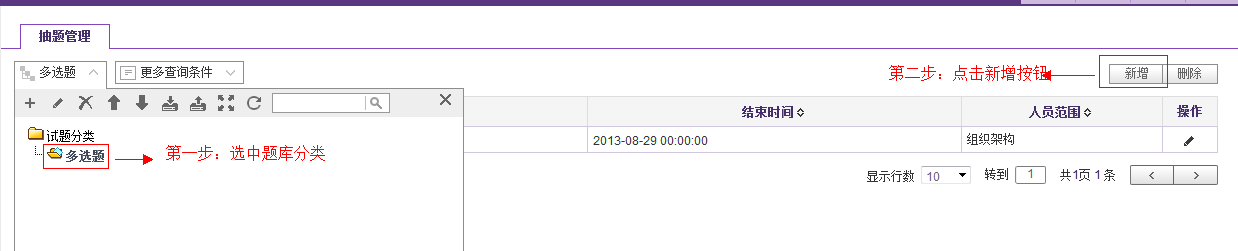 抽题管理
多选题 更多查询条件 第二步：点击新增按钮 新增 删除
结束时间 人员范围 操作
试题分类
2013-08-29 00:00:00 组织架构
多选题 第一步：选中题库分类
显示行数 10 转到 1 共1页 1条 < >